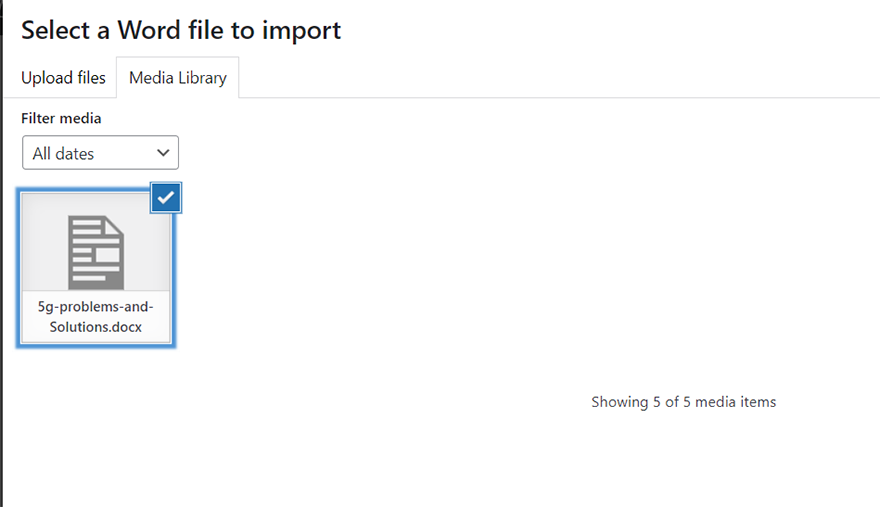 Select a Word file to import
Upload files
Media Library
Filter media
All dates
5g-problems-and-
Solutions.docx
Showing 5 of 5 media items